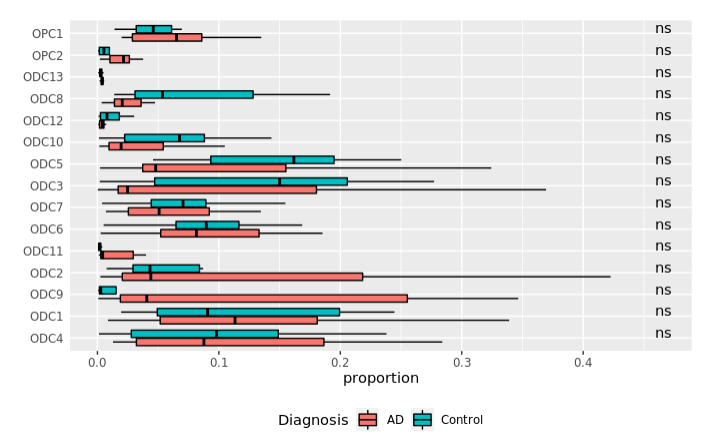 OPC1 ns
OPC2 ns
ODC13 ns
ODC8 ns
ODC12 ns
ODC10 ns
ODC5 ns
ODC3 ns
ODC7 ns
ODC6 ns
ODC11 ns
ODC2 ns
ODC9 ns
ODC1 ns
ODC4 ns
0.0 0.1 0.2 0.3 0.4
proportion
Diagnosis AD Control